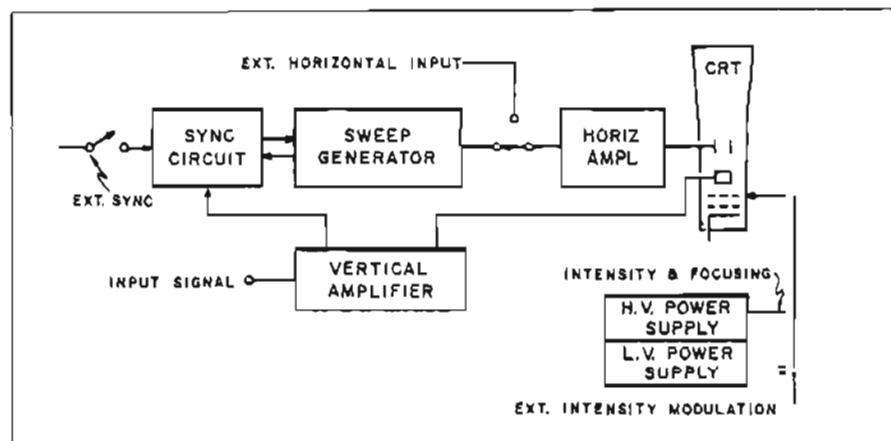 EXT. HORIZONTAL INPUT
CRT
SYNC
CIRCUIT
SWEEP
GENERATOR
HORIZ
AMPL
EXT. SYNC
INPUT SIGNAL
VERTICAL
AMPLIFIER
INTENSITY & FOCUSING
H.V. POWER
SUPPLY
L.V. POWER
SUPPLY
EXT. INTENSITY MODULATION